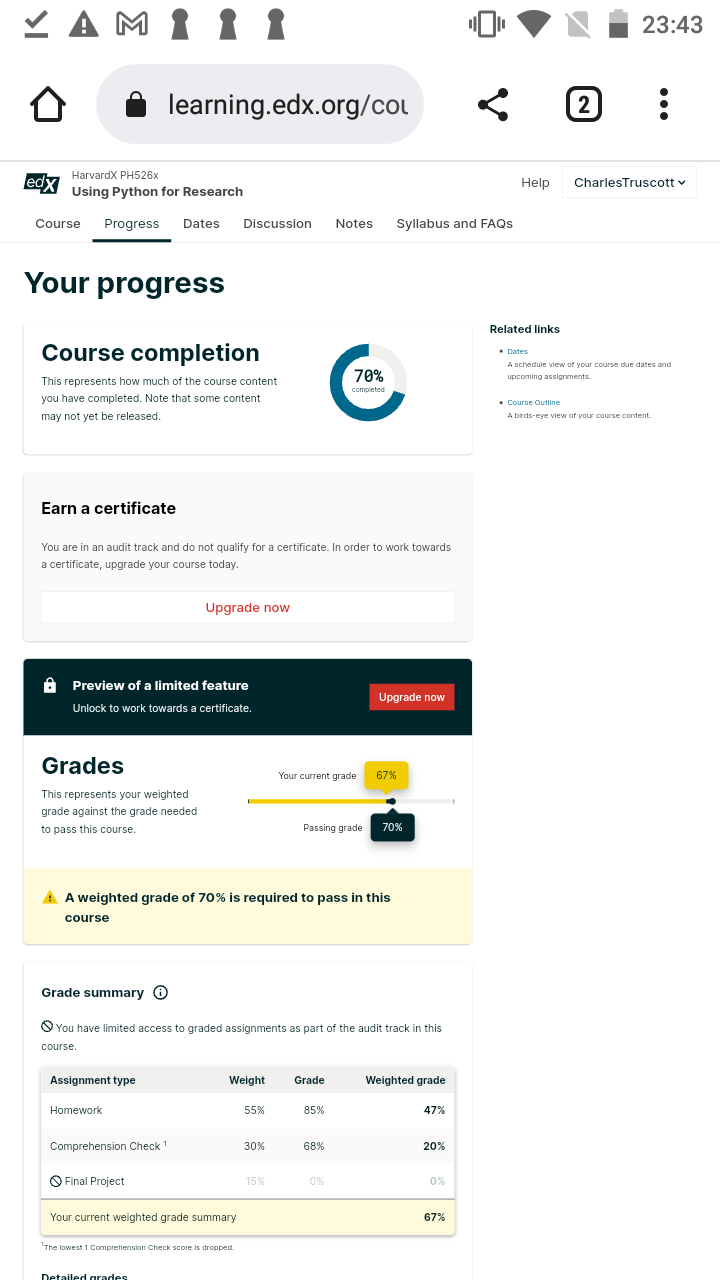 23:43
learning.edx.org/cou
2
edX
HarvardX PH526x
Using Python for Research
Help
CharlesTruscott
Course Progress Dates Discussion Notes Syllabus and FAQs
Your progress
Course completion
This represents how much of the course content
you have completed. Note that some content
may not yet be released.
70%
completed
Related links
Dates
A schedule view of your course due dates and
upcoming assignments.
Course Outline
A birds-eye view of your course content.
Earn a certificate
You are in an audit track and do not qualify for a certificate. In order to work towards
a certificate, upgrade your course today.
Upgrade now
Preview of a limited feature
Unlock to work towards a certificate.
Upgrade now
Grades
This represents your weighted
grade against the grade needed
to pass this course.
Your current grade 67%
Passing grade 70%
A weighted grade of 70% is required to pass in this
course
Grade summary
You have limited access to graded assignments as part of the audit track in this
course.
Assignment type Weight Grade Weighted grade
Homework 55% 85% 47%
Comprehension Check 1 30% 68% 20%
Final Project 15% 0% 0%
Your current weighted grade summary 67%
1The lowest 1 Comprehension Check score is dropped.
Detailed grades